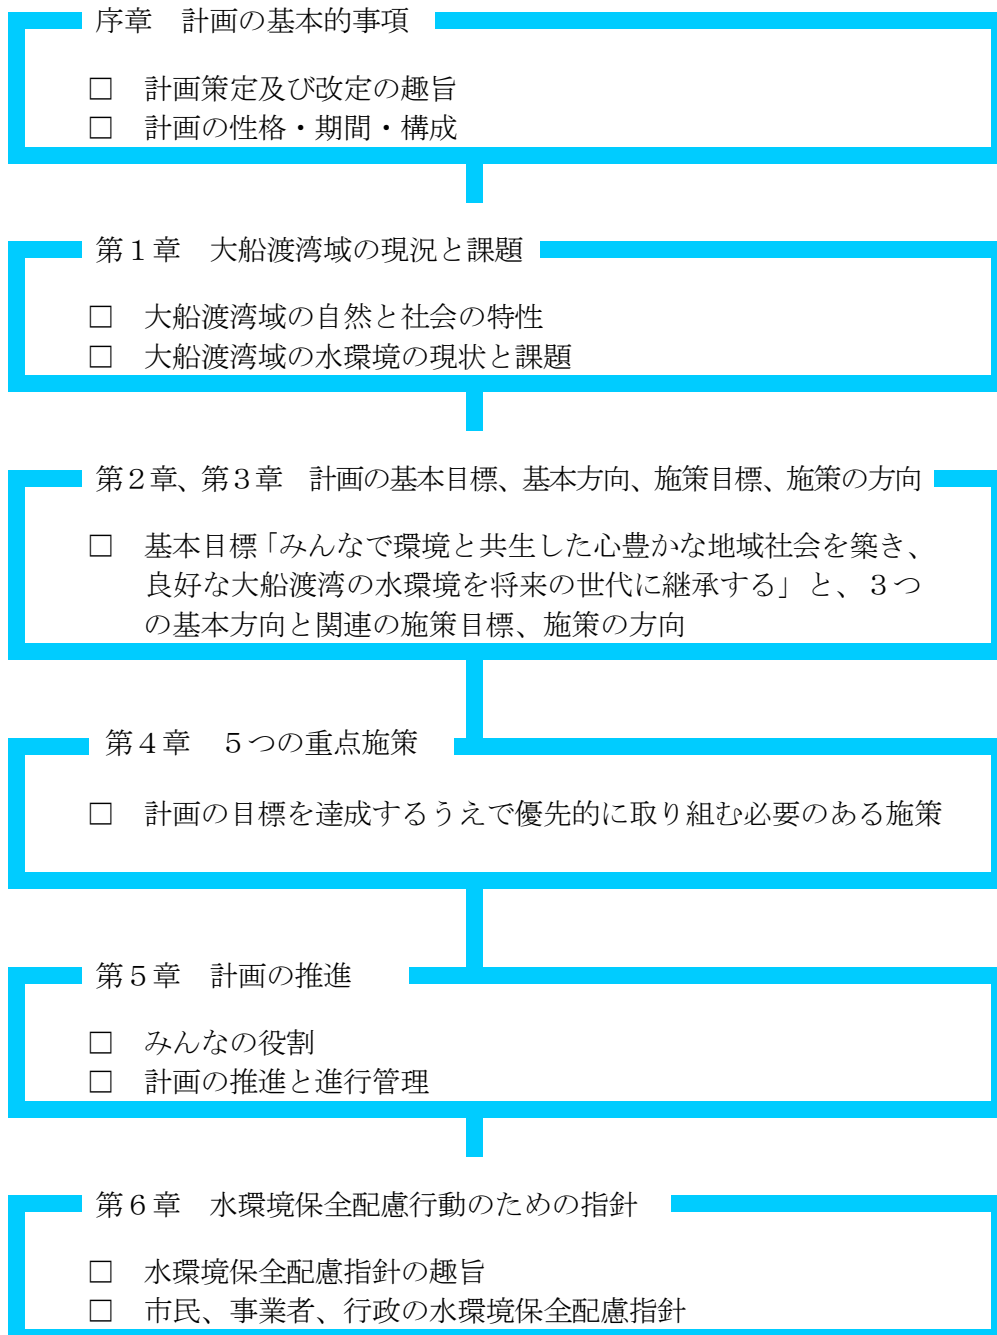 序章　計画の基本的事項
□　計画策定及び改定の趣旨
□　計画の性格・期間・構成
第１章　大船渡湾域の現況と課題
□　大船渡湾域の自然と社会の特性
□　大船渡湾域の水環境の現状と課題
第２章、第３章　計画の基本目標、基本方向、施策目標、施策の方向
□　基本目標「みんなで環境と共生した心豊かな地域社会を築き、
良好な大船渡湾の水環境を将来の世代に継承する」と、３つ
の基本方向と関連の施策目標、施策の方向
第４章　５つの重点施策
□　計画の目標を達成するうえで優先的に取り組む必要のある施策
第５章　計画の推進
□　みんなの役割
□　計画の推進と進行管理
第６章　水環境保全配慮行動のための指針
□　水環境保全配慮指針の趣旨
□　市民、事業者、行政の水環境保全配慮指針